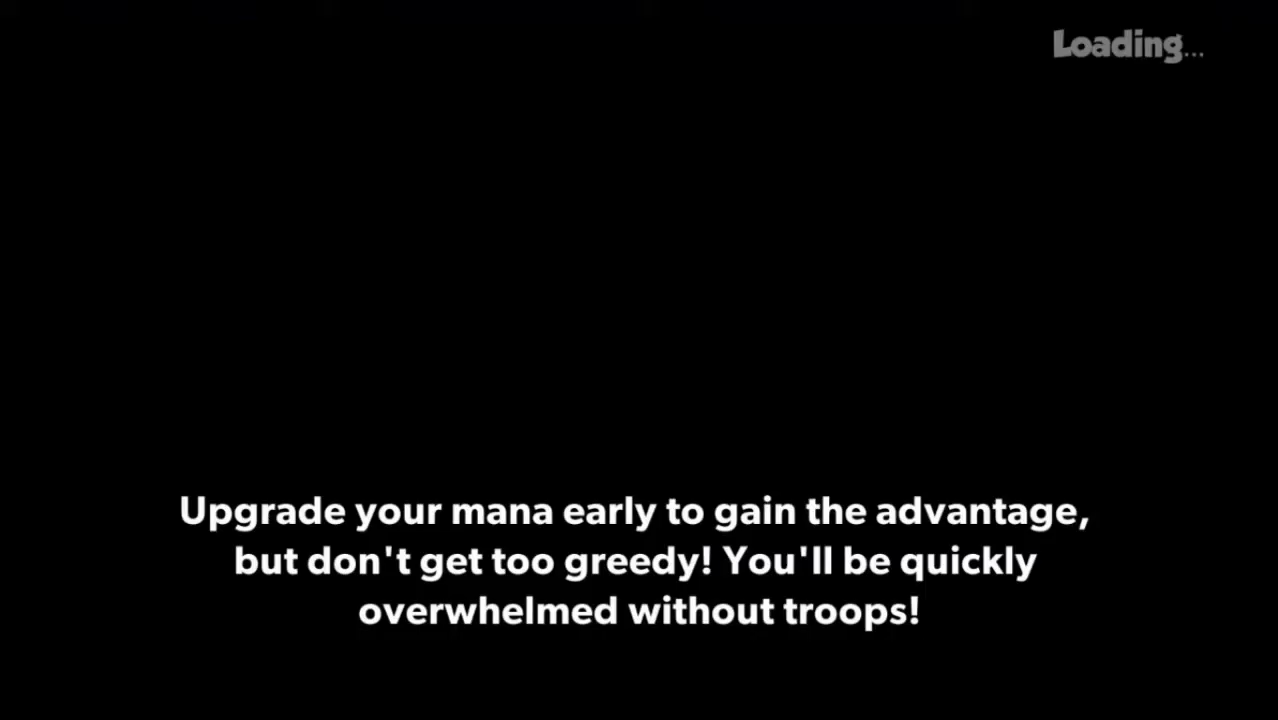 Loading...
Upgrade your mana early to gain the advantage,
but don't get too greedy! You'll be quickly
overwhelmed without troops!